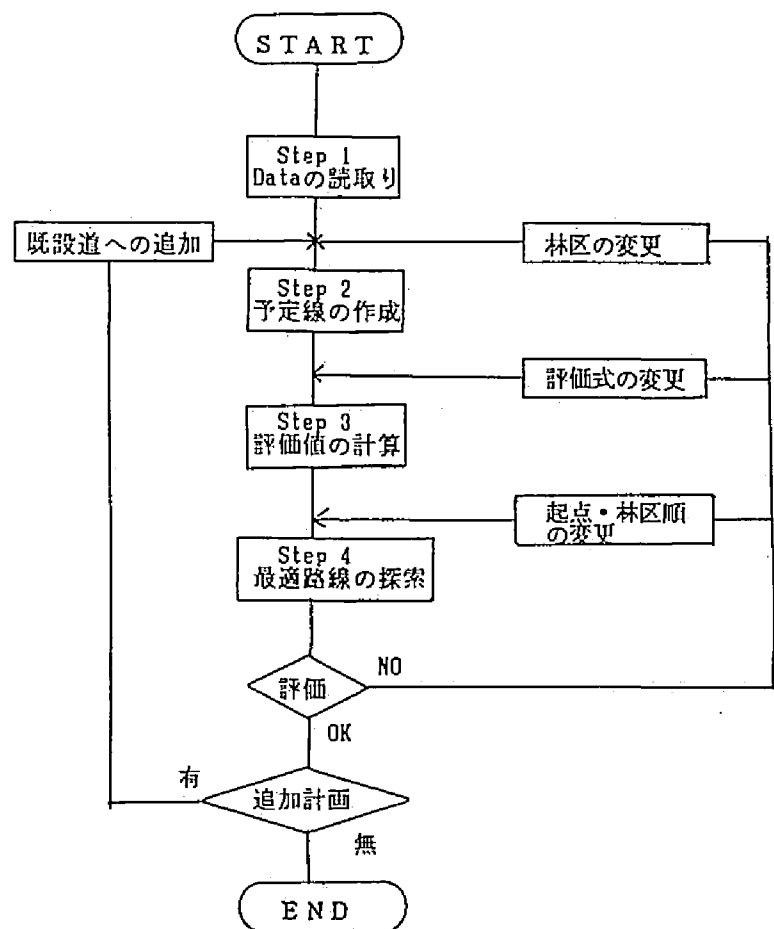 START
Step 1
Dataの読取り
既設道への追加
林区の変更
Step 2
予定線の作成
評価式の変更
Step 3
評価値の計算
起点・林区順
の変更
Step 4
最適路線の探索
評価
NO
OK
有
追加計画
無
END